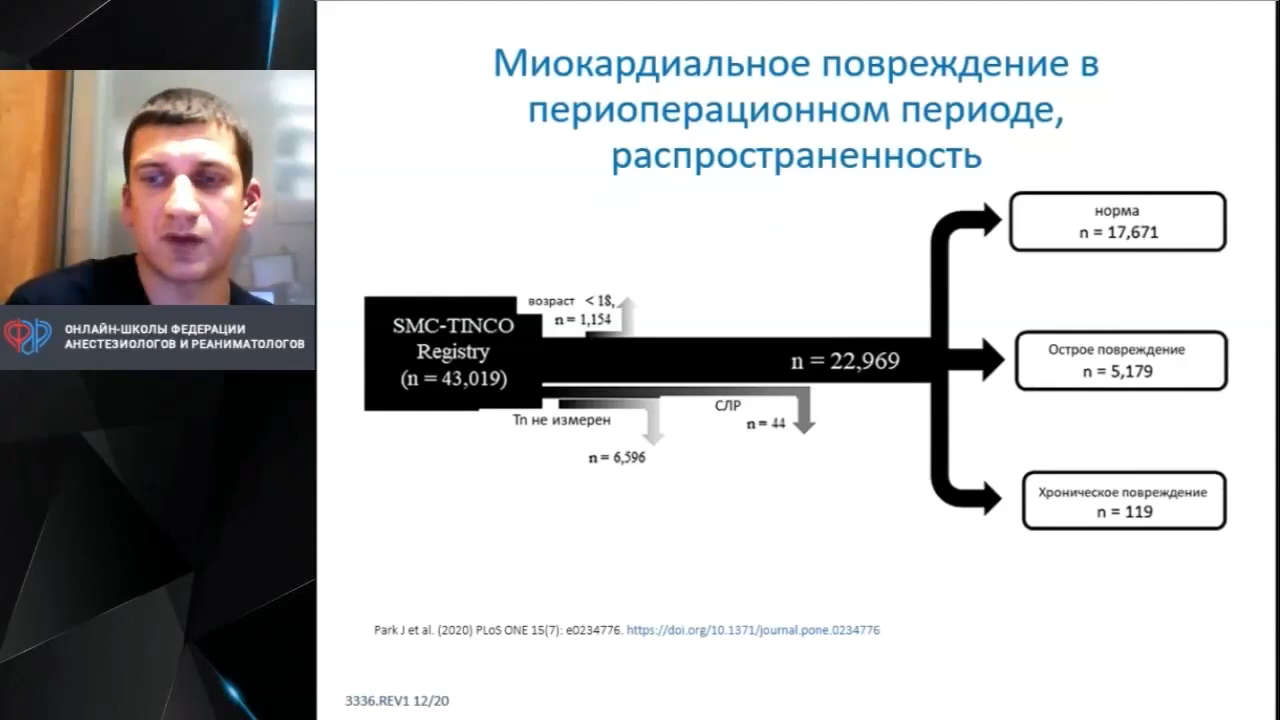 Миокардиальное повреждение в
периоперационном периоде,
распространенность
ОНЛАЙН-ШКОЛЫ ФЕДЕРАЦИИ
АНЕСТЕЗИОЛОГОВ И РЕАНИМАТОЛОГОВ
SMC-TINCO
Registry
(n = 43,019)
возраст < 18,
n = 1,154
n = 22,969
Tn не измерен
n = 6,596
СЛР
n = 44
норма
n = 17,671
Острое повреждение
n = 5,179
Хроническое повреждение
n = 119
Park J et al. (2020) PLoS ONE 15(7): e0234776. https://doi.org/10.1371/journal.pone.0234776
3336.REV1 12/20